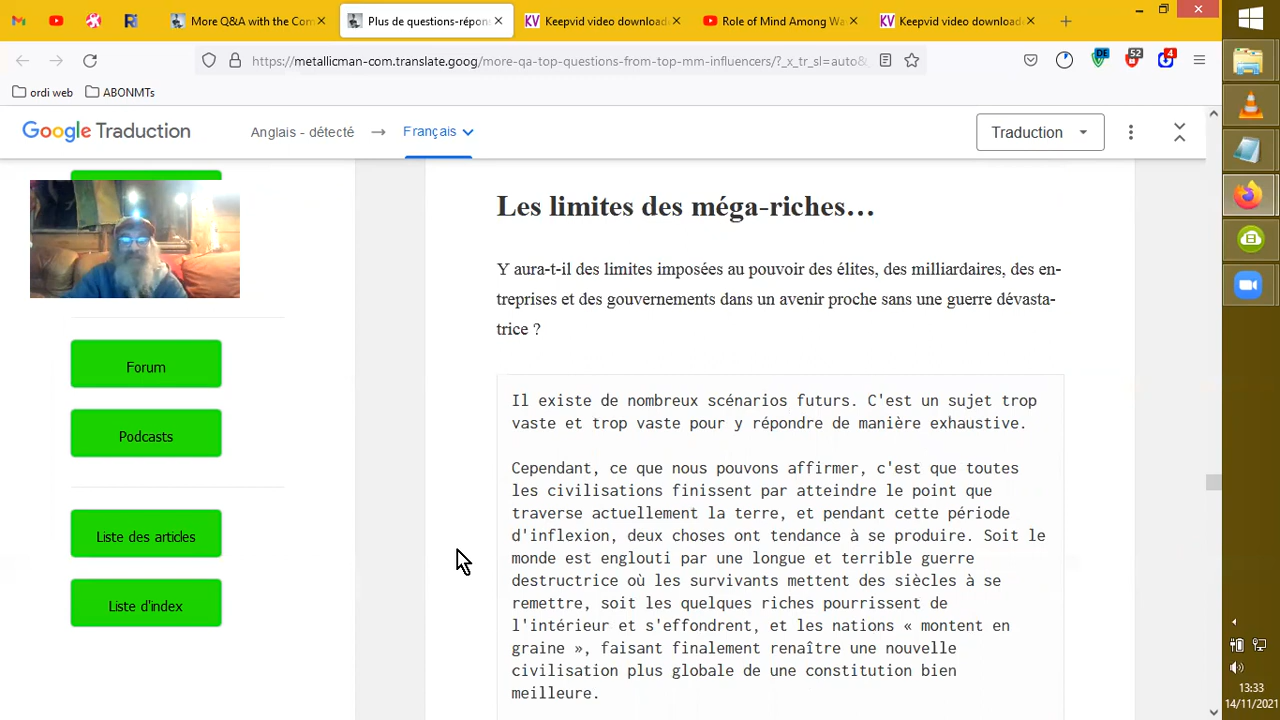 More Q&A with the Com
Plus de questions-répon
Keepvid video download
Role of Mind Among Wa
Keepvid video download
https://metallicman-com.translate.goog/more-qa-
-questions-from-top-mm-influencers/?_x_tr_sl=auto&
DE
52
4
ordi web
ABONMTs
Google Traduction
Anglais - détecté
Français
Traduction
Forum
Podcasts
Liste des articles
Liste d'index
Les limites des méga-riches…
Y aura-t-il des limites imposées au pouvoir des élites, des milliardaires, des en-
treprises et des gouvernements dans un avenir proche sans une guerre dévasta-
trice ?
Il existe de nombreux scénarios futurs. C'est un sujet trop
vaste et trop vaste pour y répondre de manière exhaustive.
Cependant, ce que nous pouvons affirmer, c'est que toutes
les civilisations finissent par atteindre le point que
traverse actuellement la terre, et pendant cette période
d'inflexion, deux choses ont tendance à se produire. Soit le
monde est englouti par une longue et terrible guerre
destructrice où les survivants mettent des siècles à se
remettre, soit les quelques riches pourrissent de
l'intérieur et s'effondrent, et les nations « montent en
graine », faisant finalement renaître une nouvelle
civilisation plus globale de une constitution bien
meilleure.
13:33
14/11/2021